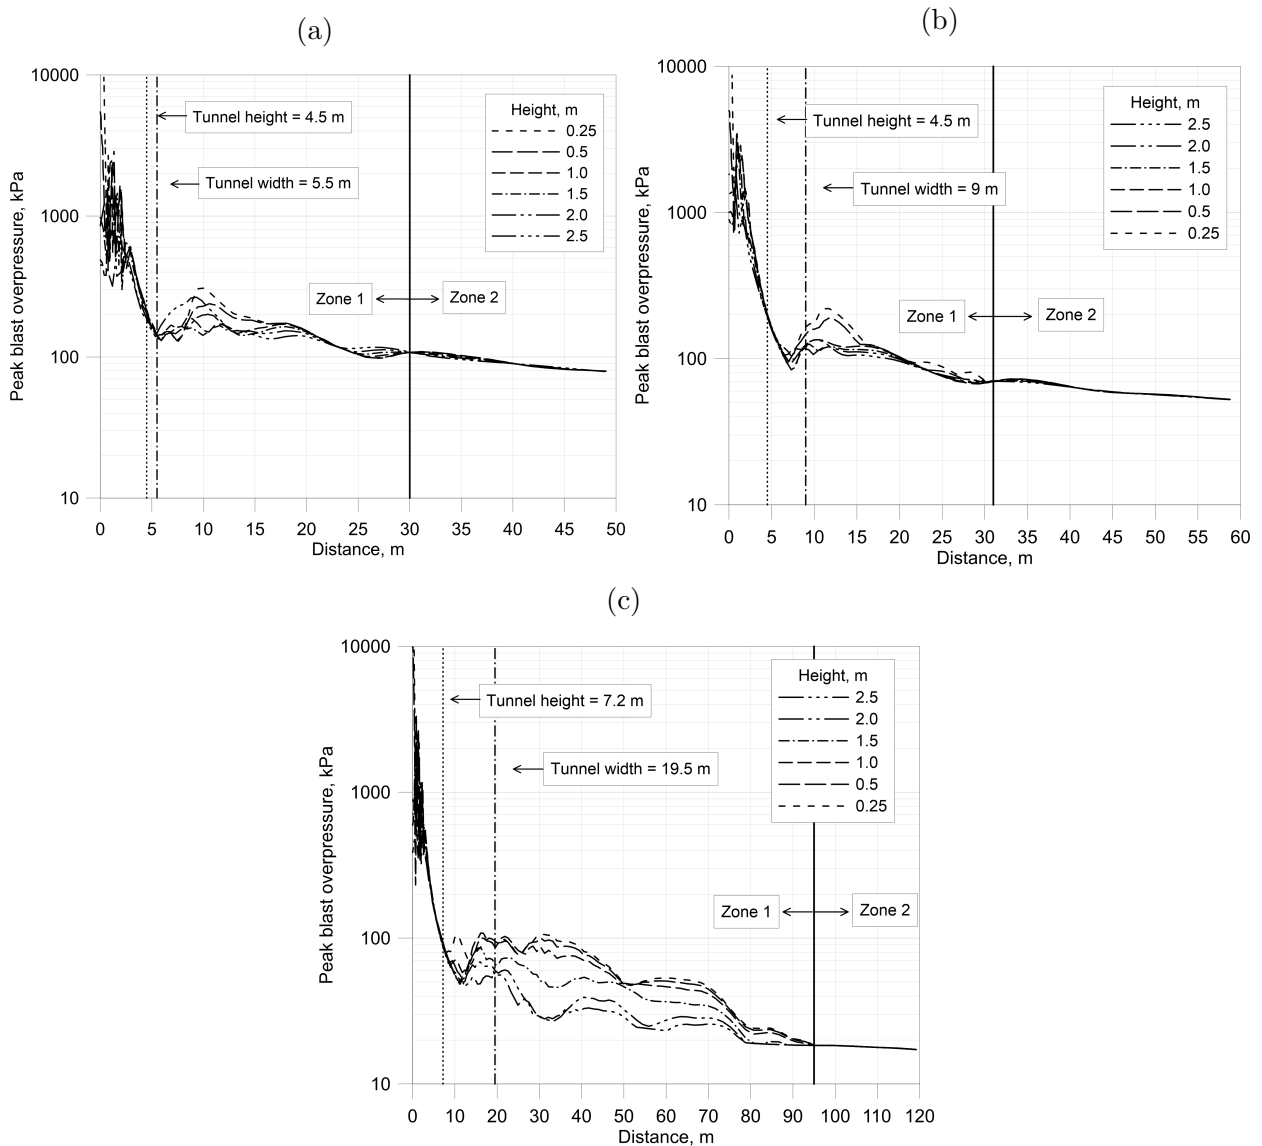 (a)
10000
1000
100
10
Peak blast overpressure, kPa
Tunnel height = 4.5 m
Tunnel width = 5.5 m
Height, m
0.25
0.5
1.0
1.5
2.0
2.5
Zone 1
Zone 2
0 5 10 15 20 25 30 35 40 45 50
Distance, m
(b)
10000
1000
100
10
Peak blast overpressure, kPa
Tunnel height = 4.5 m
Tunnel width = 9 m
Height, m
2.5
2.0
1.5
1.0
0.5
0.25
Zone 1
Zone 2
0 5 10 15 20 25 30 35 40 45 50 55 60
Distance, m
(c)
10000
1000
100
10
Peak blast overpressure, kPa
Tunnel height = 7.2 m
Tunnel width = 19.5 m
Height, m
2.5
2.0
1.5
1.0
0.5
0.25
Zone 1
Zone 2
0 10 20 30 40 50 60 70 80 90 100 110 120
Distance, m